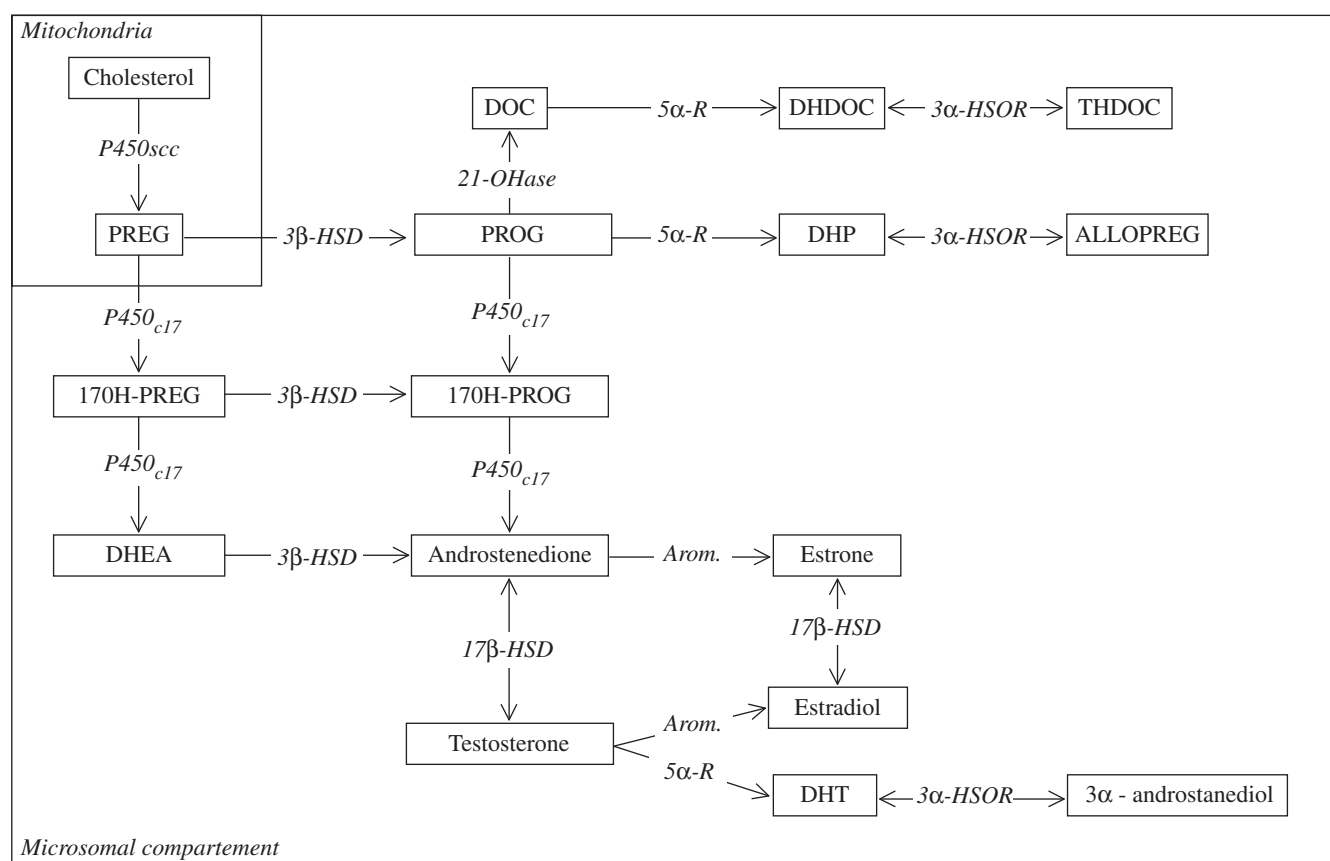 Mitochondria
Cholesterol
DOC
5α-R
DHDOC
3α-HSOR
THDOC
P450scc
21-OHase
PREG
3β-HSD
PROG
5α-R
DHP
3α-HSOR
ALLOPREG
P450c17
P450c17
170H-PREG
3β-HSD
170H-PROG
P450c17
P450c17
DHEA
3β-HSD
Androstenedione
Arom.
Estrone
17β-HSD
17β-HSD
Estradiol
Arom.
Testosterone
5α-R
DHT
3α-HSOR
3α - androstanediol
Microsomal compartement